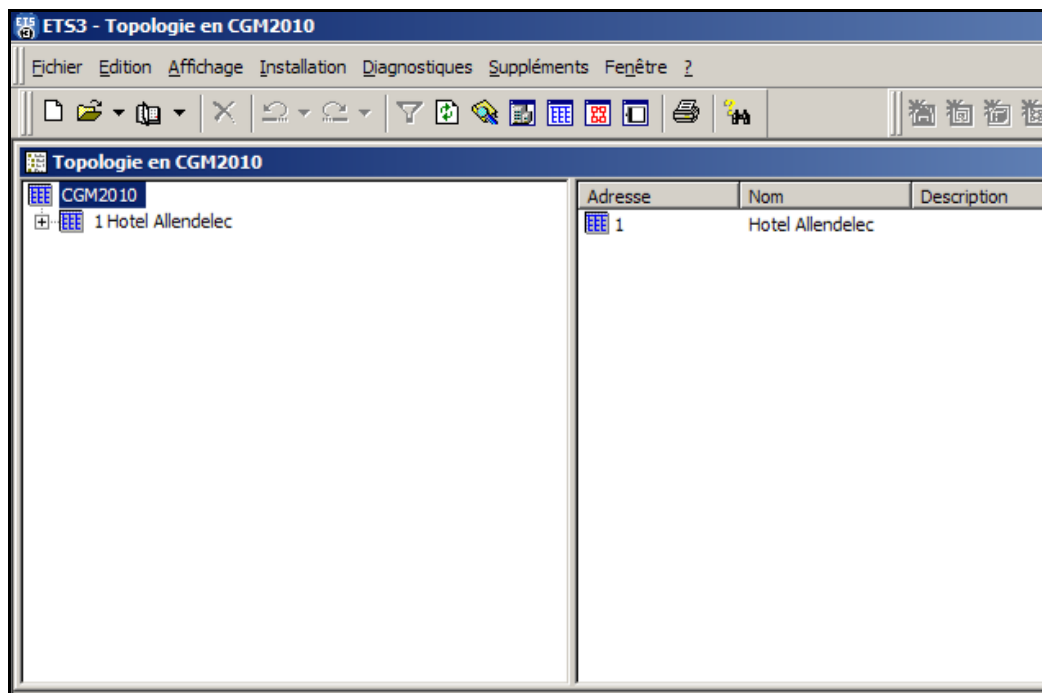 ETS3 - Topologie en CGM2010
Fichier Edition Affichage Installation Diagnostiques Suppléments Fenêtre ?
Topologie en CGM2010
CGM2010
1 Hotel Allendelec
Adresse Nom Description
1 Hotel Allendelec